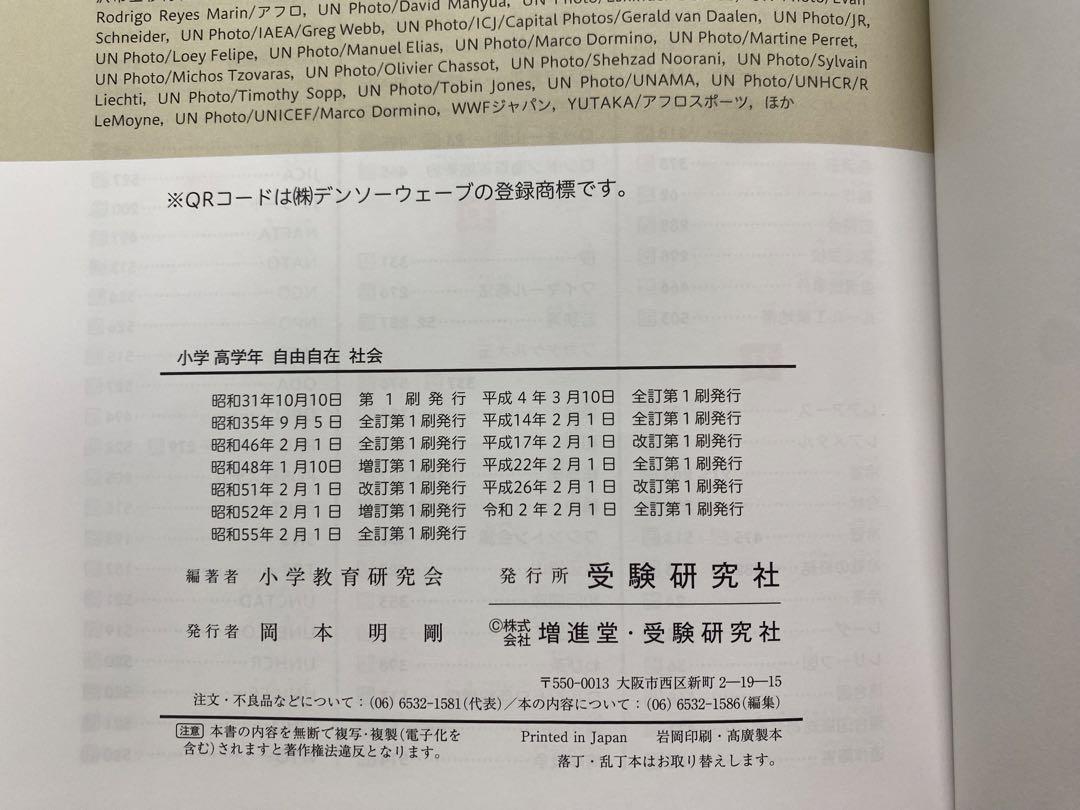 Rodrigo Reyes Marin/アフロ, UN Photo/David Manyua,
Schneider, UN Photo/IAEA/Greg Webb, UN Photo/ICJ/Capital Photos/Gerald van Daalen, UN Photo/JR,
UN Photo/Loey Felipe, UN Photo/Manuel Elias, UN Photo/Marco Dormino, UN Photo/Martine Perret,
UN Photo/Michos Tzovaras, UN Photo/Olivier Chassot, UN Photo/Shehzad Noorani, UN Photo/Sylvain
Liechti, UN Photo/Timothy Sopp, UN Photo/Tobin Jones, UN Photo/UNAMA, UN Photo/UNHCR/R
LeMoyne, UN Photo/UNICEF/Marco Dormino, WWFジャパン, YUTAKA/アフロスポーツ, ほか
※QRコードは㈱デンソーウェーブの登録商標です。
小学 高学年 自由自在 社会
昭和31年10月10日 第1刷発行 平成4年3月10日 全訂第1刷発行
昭和35年9月5日 全訂第1刷発行 平成14年2月1日 全訂第1刷発行
昭和46年2月1日 全訂第1刷発行 平成17年2月1日 改訂第1刷発行
昭和48年1月10日 増訂第1刷発行 平成22年2月1日 全訂第1刷発行
昭和51年2月1日 改訂第1刷発行 平成26年2月1日 改訂第1刷発行
昭和52年2月1日 増訂第1刷発行 令和2年2月1日 全訂第1刷発行
昭和55年2月1日 全訂第1刷発行
編著者 小学教育研究会 発行所 受験研究社
発行者 岡本明剛 ©株式会社 増進堂・受験研究社
〒550-0013 大阪市西区新町2―19―15
注文・不良品などについて：(06) 6532-1581(代表)／本の内容について：(06) 6532-1586(編集)
注意 本書の内容を無断で複写・複製(電子化を Printed in Japan 岩岡印刷・髙廣製本
含む)されますと著作権法違反となります。 落丁・乱丁本はお取り替えします。